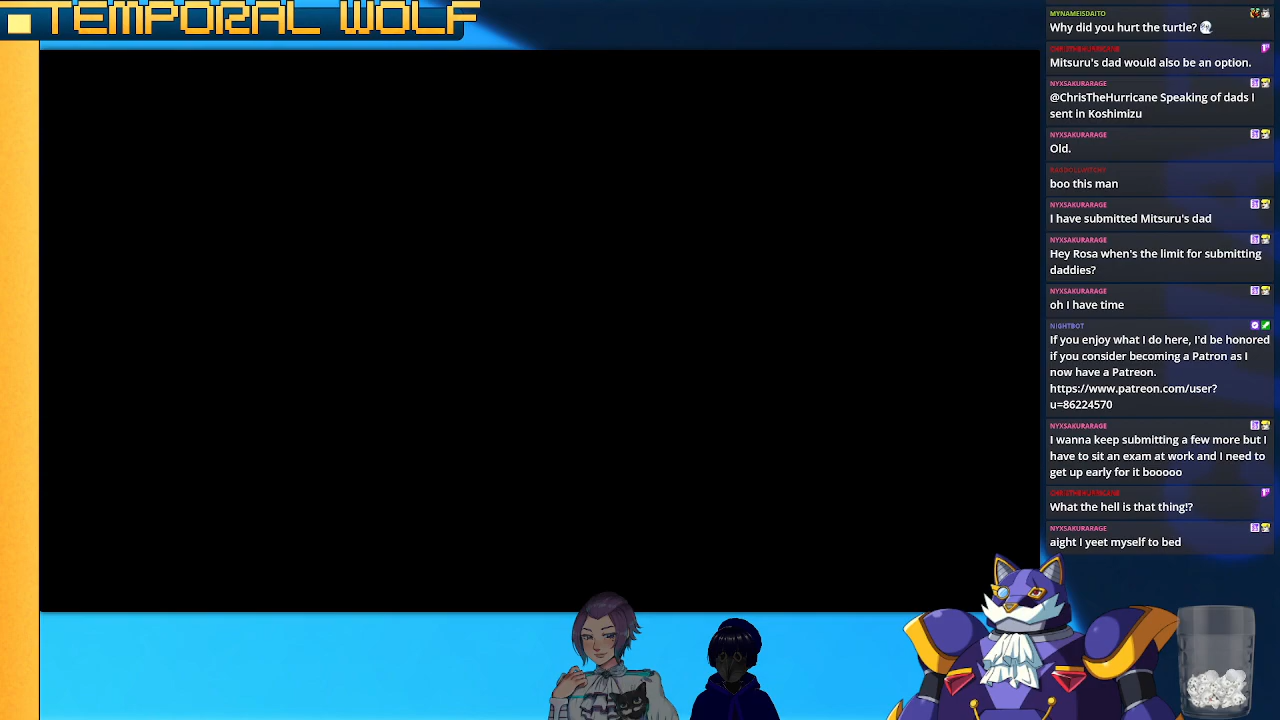 TEMPORAL WOLF
MYNAMEISDAITO
Why did you hurt the turtle?
CHRISTHEHURRICANE
Mitsuru's dad would also be an option.
NYXSAKURARAGE
@ChrisTheHurricane Speaking of dads I
sent in Koshimizu
NYXSAKURARAGE
Old.
boo this man
NYXSAKURARAGE
I have submitted Mitsuru's dad
NYXSAKURARAGE
Hey Rosa when's the limit for submitting
daddies?
NYXSAKURARAGE
oh I have time
NIGHTBOT
If you enjoy what I do here, I'd be honored
if you consider becoming a Patron as I
now have a Patreon.
https://www.patreon.com/user?
u=86224570
NYXSAKURARAGE
I wanna keep submitting a few more but I
have to sit an exam at work and I need to
get up early for it booooo
CHRISTHEHURRICANE
What the hell is that thing!?
NYXSAKURARAGE
aight I yeet myself to bed